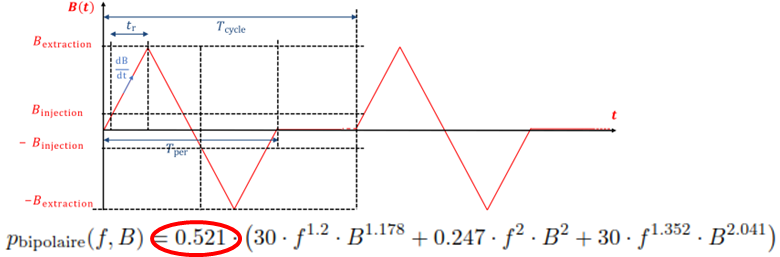 B(t)
t_r
T_cycle
B_extraction
dB/dt
B_injection
t
− B_injection
T_per
−B_extraction
p_bipolaire(f, B) = 0.521 · (30 · f^1.2 · B^1.178 + 0.247 · f^2 · B^2 + 30 · f^1.352 · B^2.041)